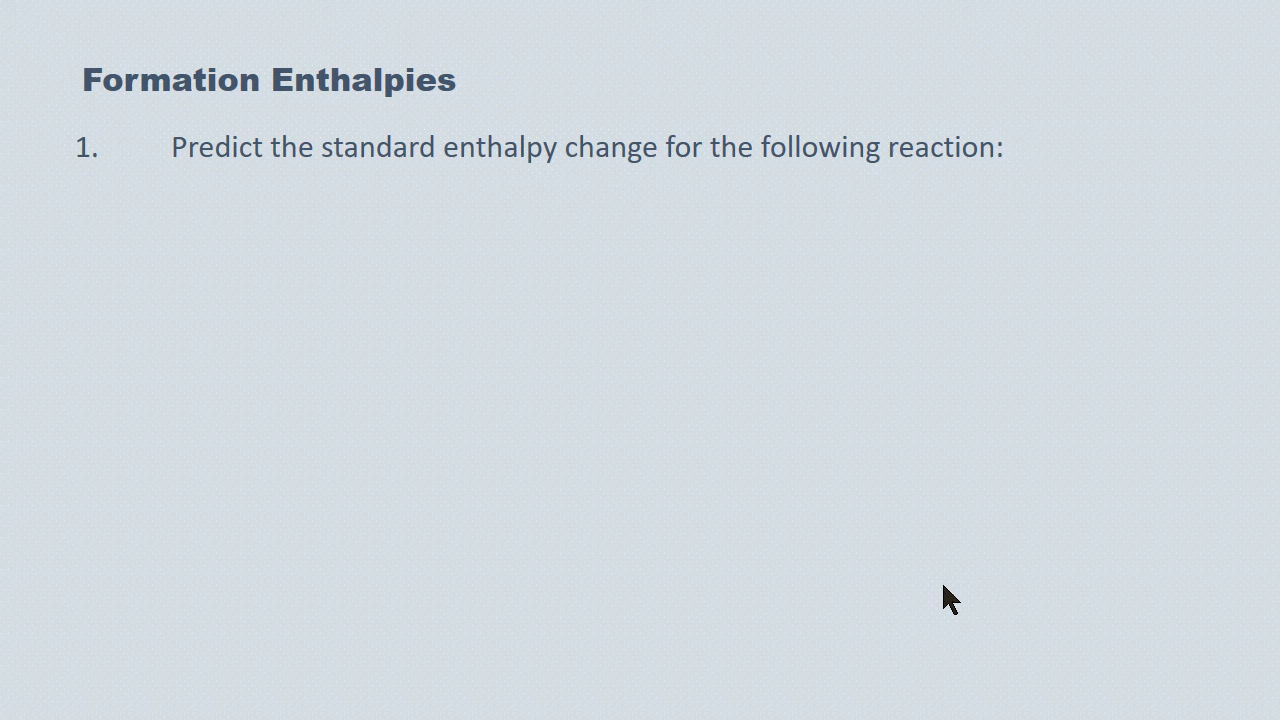 Formation Enthalpies
1. Predict the standard enthalpy change for the following reaction: